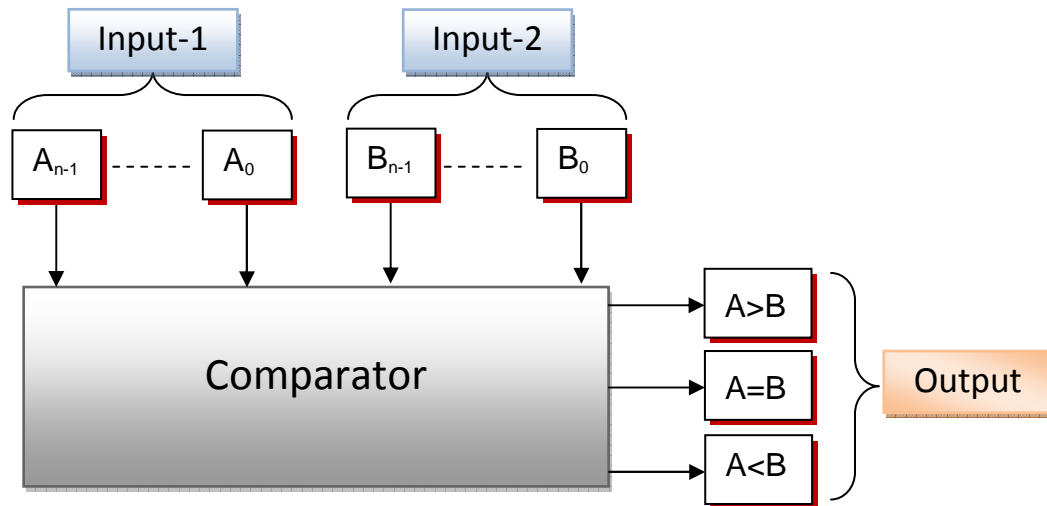 Input-1
Input-2
Aₙ₋₁
A₀
Bₙ₋₁
B₀
A>B
Comparator
A=B
Output
A<B